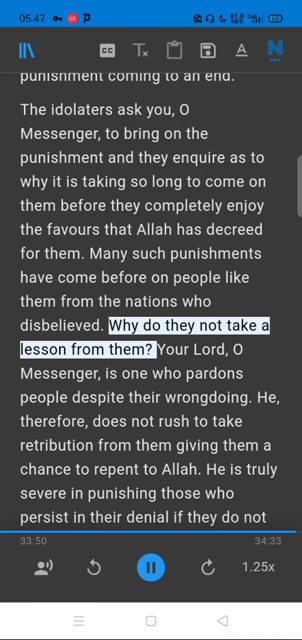 05.47
punishment coming to an end.
The idolaters ask you, O
Messenger, to bring on the
punishment and they enquire as to
why it is taking so long to come on
them before they completely enjoy
the favours that Allah has decreed
for them. Many such punishments
have come before on people like
them from the nations who
disbelieved. Why do they not take a
lesson from them? Your Lord, O
Messenger, is one who pardons
people despite their wrongdoing. He,
therefore, does not rush to take
retribution from them giving them a
chance to repent to Allah. He is truly
severe in punishing those who
persist in their denial if they do not
33:50
34:33
1.25x